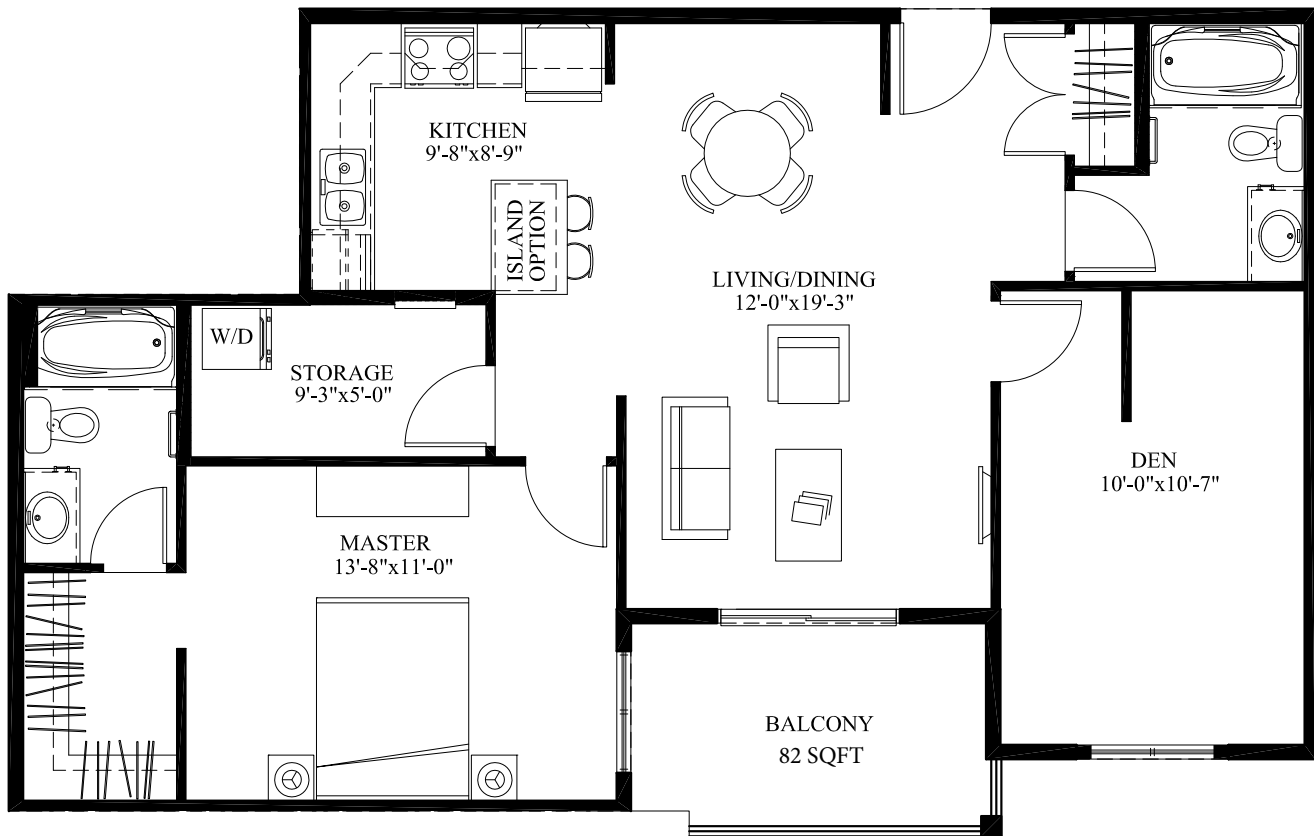 KITCHEN
9'-8"x8'-9"
ISLAND
OPTION
LIVING/DINING
12'-0"x19'-3"
W/D
STORAGE
9'-3"x5'-0"
DEN
10'-0"x10'-7"
MASTER
13'-8"x11'-0"
BALCONY
82 SQFT